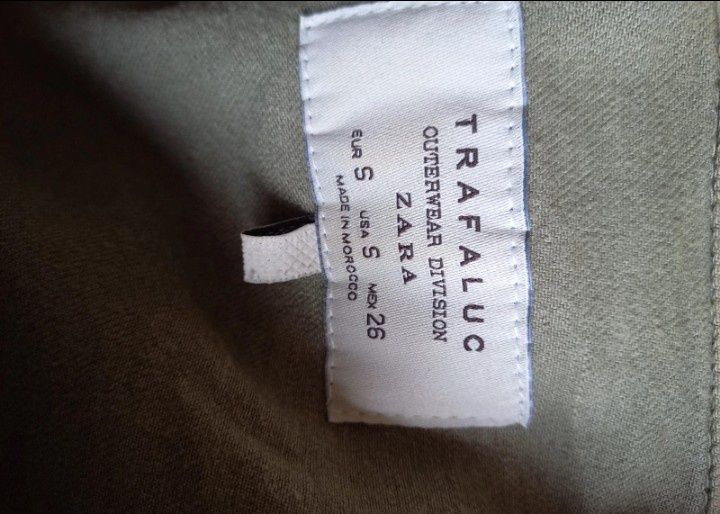 TRAFALUC
OUTERWEAR DIVISION
ZARA
EUR S USA S MEX 26
MADE IN MOROCCO